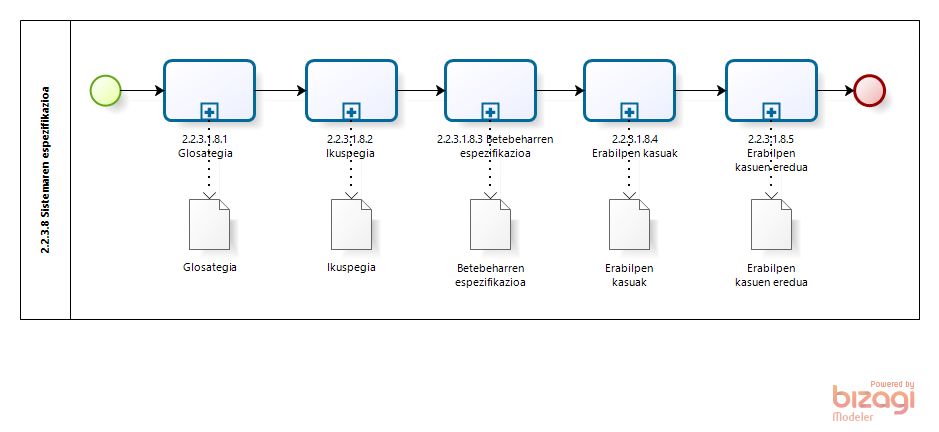 2.2.3.8 Sistemaren espezifikazioa
2.2.3.1.8.1
Glosategia
2.2.3.1.8.2
Ikuspegia
2.2.3.1.8.3 Betebeharren
espezifikazioa
2.2.3.1.8.4
Erabilpen kasuak
2.2.3.1.8.5
Erabilpen
kasuen eredua
Glosategia
Ikuspegia
Betebeharren
espezifikazioa
Erabilpen
kasuak
Erabilpen
kasuen eredua
Powered by
bizagi
Modeler